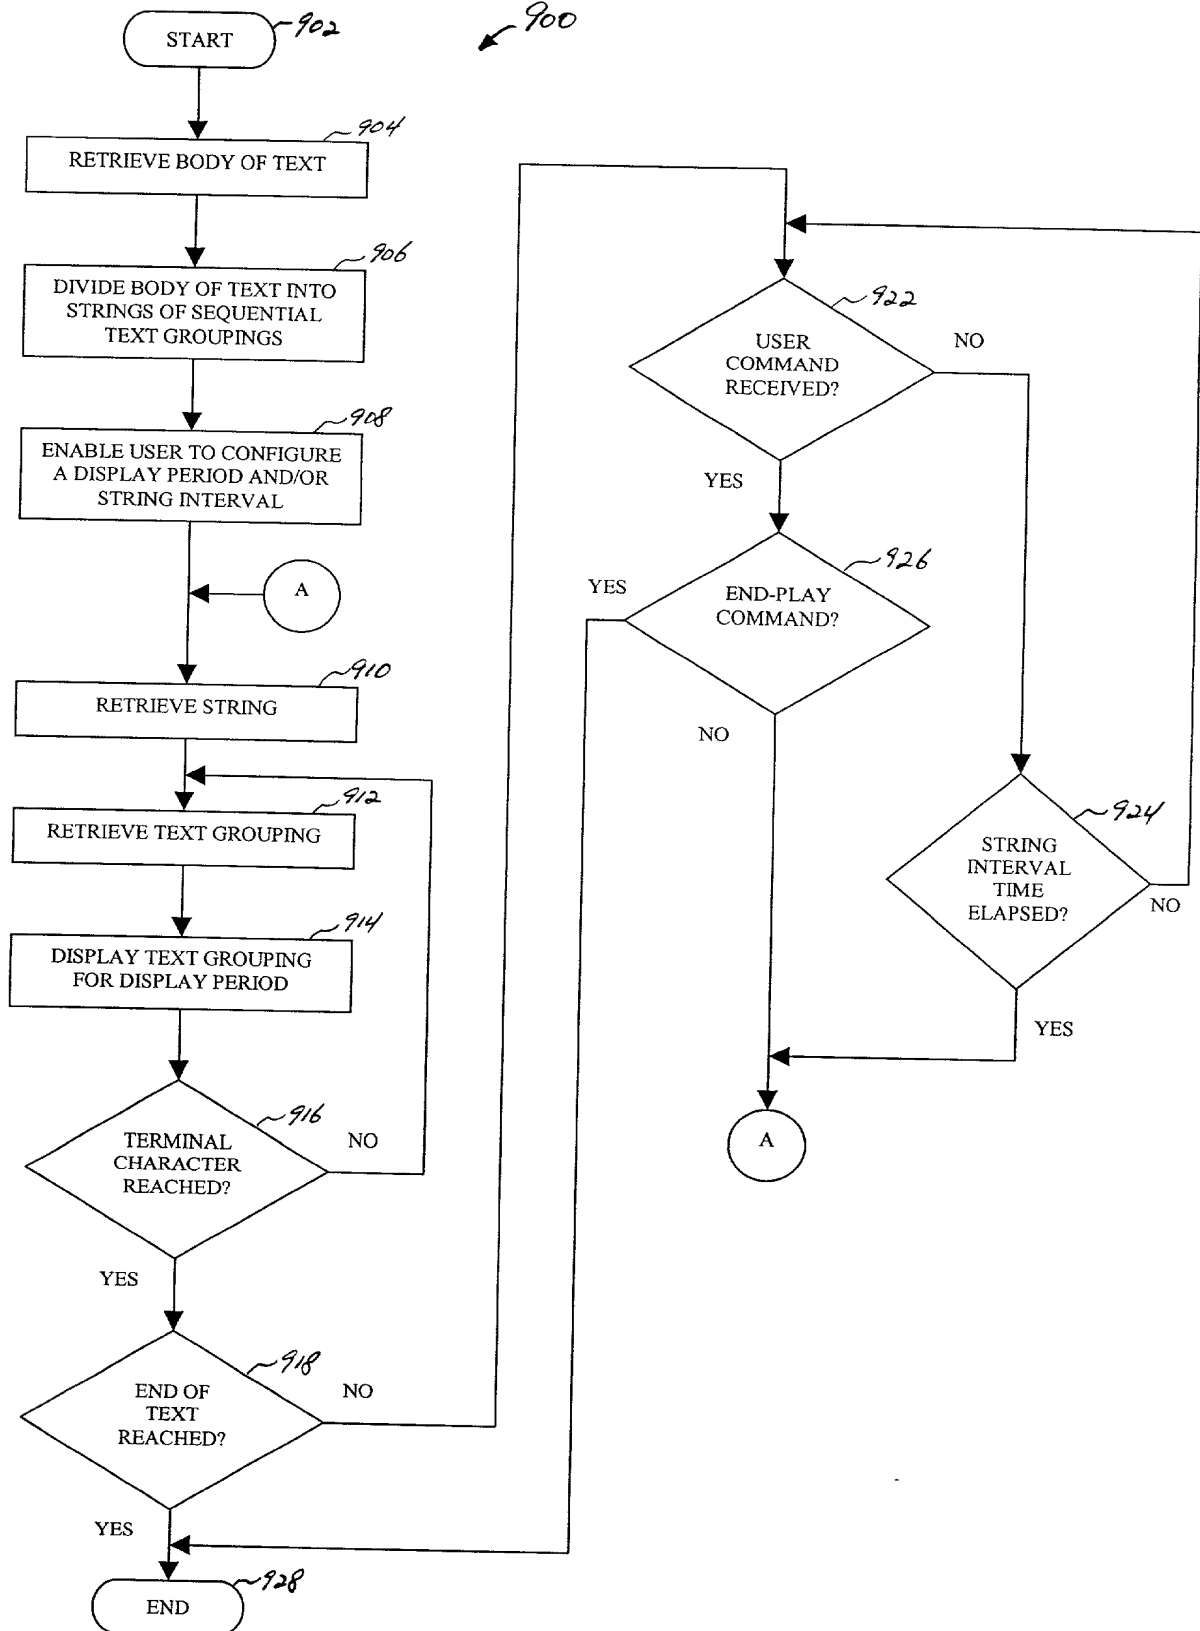 START
902
900
RETRIEVE BODY OF TEXT
904
DIVIDE BODY OF TEXT INTO
STRINGS OF SEQUENTIAL
TEXT GROUPINGS
906
ENABLE USER TO CONFIGURE
A DISPLAY PERIOD AND/OR
STRING INTERVAL
908
A
RETRIEVE STRING
910
RETRIEVE TEXT GROUPING
912
DISPLAY TEXT GROUPING
FOR DISPLAY PERIOD
914
TERMINAL
CHARACTER
REACHED?
916
NO
YES
END OF
TEXT
REACHED?
918
NO
YES
END
928
USER
COMMAND
RECEIVED?
922
NO
YES
END-PLAY
COMMAND?
926
YES
NO
STRING
INTERVAL
TIME
ELAPSED?
924
NO
YES
A